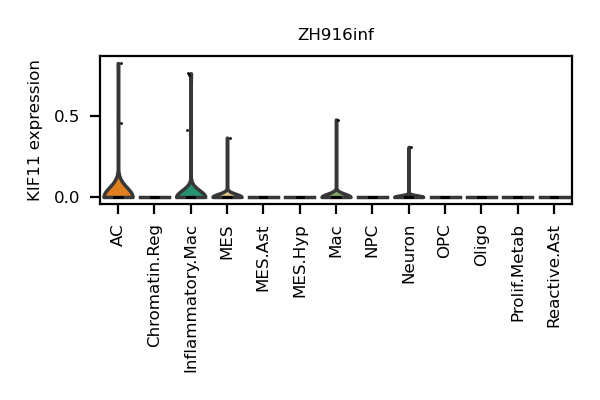 ZH916inf
KIF11 expression
0.5
0.0
AC
Chromatin.Reg
Inflammatory.Mac
MES
MES.Ast
MES.Hyp
Mac
NPC
Neuron
OPC
Oligo
Prolif.Metab
Reactive.Ast